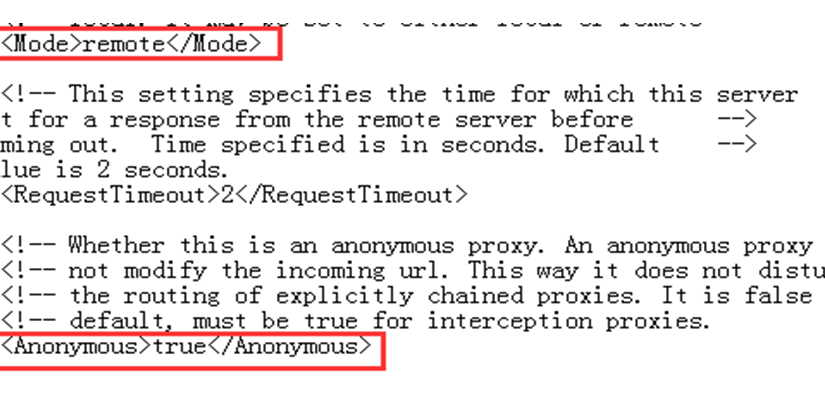 <Mode>remote</Mode>
<!-- This setting specifies the time for which this server
t for a response from the remote server before -->
ming out. Time specified is in seconds. Default -->
lue is 2 seconds.
<RequestTimeout>2</RequestTimeout>
<!-- Whether this is an anonymous proxy. An anonymous proxy
<!-- not modify the incoming url. This way it does not distu
<!-- the routing of explicitly chained proxies. It is false
<!-- default, must be true for interception proxies.
<Anonymous>true</Anonymous>